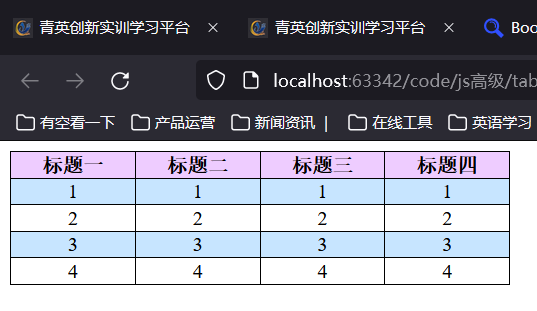 青英创新实训学习平台 青英创新实训学习平台 Boo
localhost:63342/code/js高级/tab
有空看一下 产品运营 新闻资讯 | 在线工具 英语学习
标题一 标题二 标题三 标题四
1 1 1 1
2 2 2 2
3 3 3 3
4 4 4 4